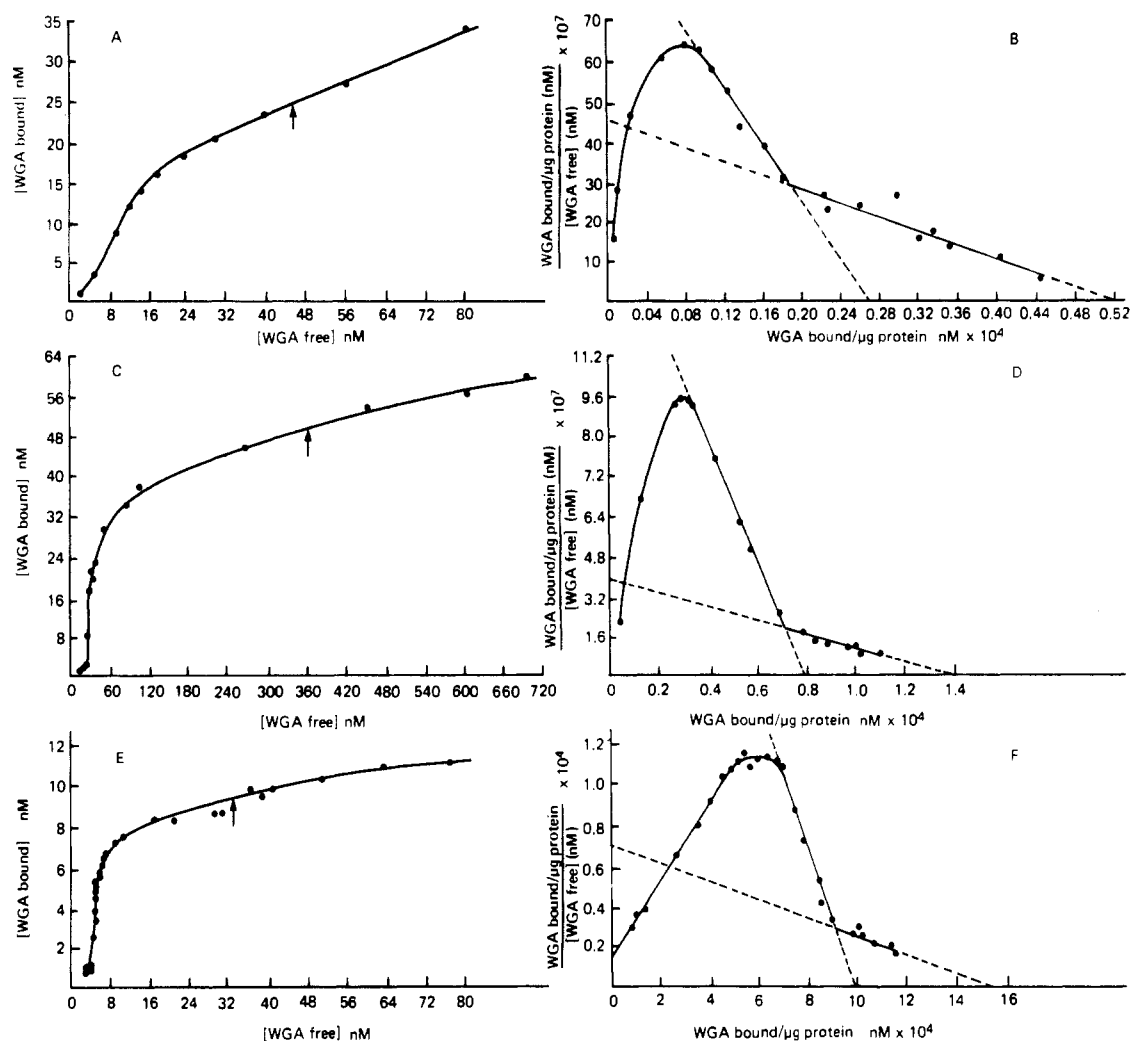 A
35
30
25
20
15
10
5
[WGA bound] nM
0 8 16 24 32 40 48 56 64 72 80
[WGA free] nM
B
70
60
50
40
30
20
10
WGA bound/μg protein (nM)
[WGA free] (nM)
× 10⁷
0 0.04 0.08 0.12 0.16 0.20 0.24 0.28 0.32 0.36 0.40 0.44 0.48 0.52
WGA bound/μg protein nM × 10⁴
C
64
56
48
40
32
24
16
8
[WGA bound] nM
0 60 120 180 240 300 360 420 480 540 600 660 720
[WGA free] nM
D
11.2
9.6
9.0
7.2
6.4
4.8
3.2
1.6
WGA bound/μg protein (nM)
[WGA free] (nM)
× 10⁷
0 0.2 0.4 0.6 0.8 1.0 1.2 1.4
WGA bound/μg protein nM × 10⁴
E
12
10
8
6
4
2
[WGA bound] nM
0 8 16 24 32 40 48 56 64 72 80
[WGA free] nM
F
1.2
1.0
0.8
0.6
0.4
0.2
WGA bound/μg protein
[WGA free] (nM)
× 10⁴
0 2 4 6 8 10 12 14 16
WGA bound/μg protein nM × 10⁴